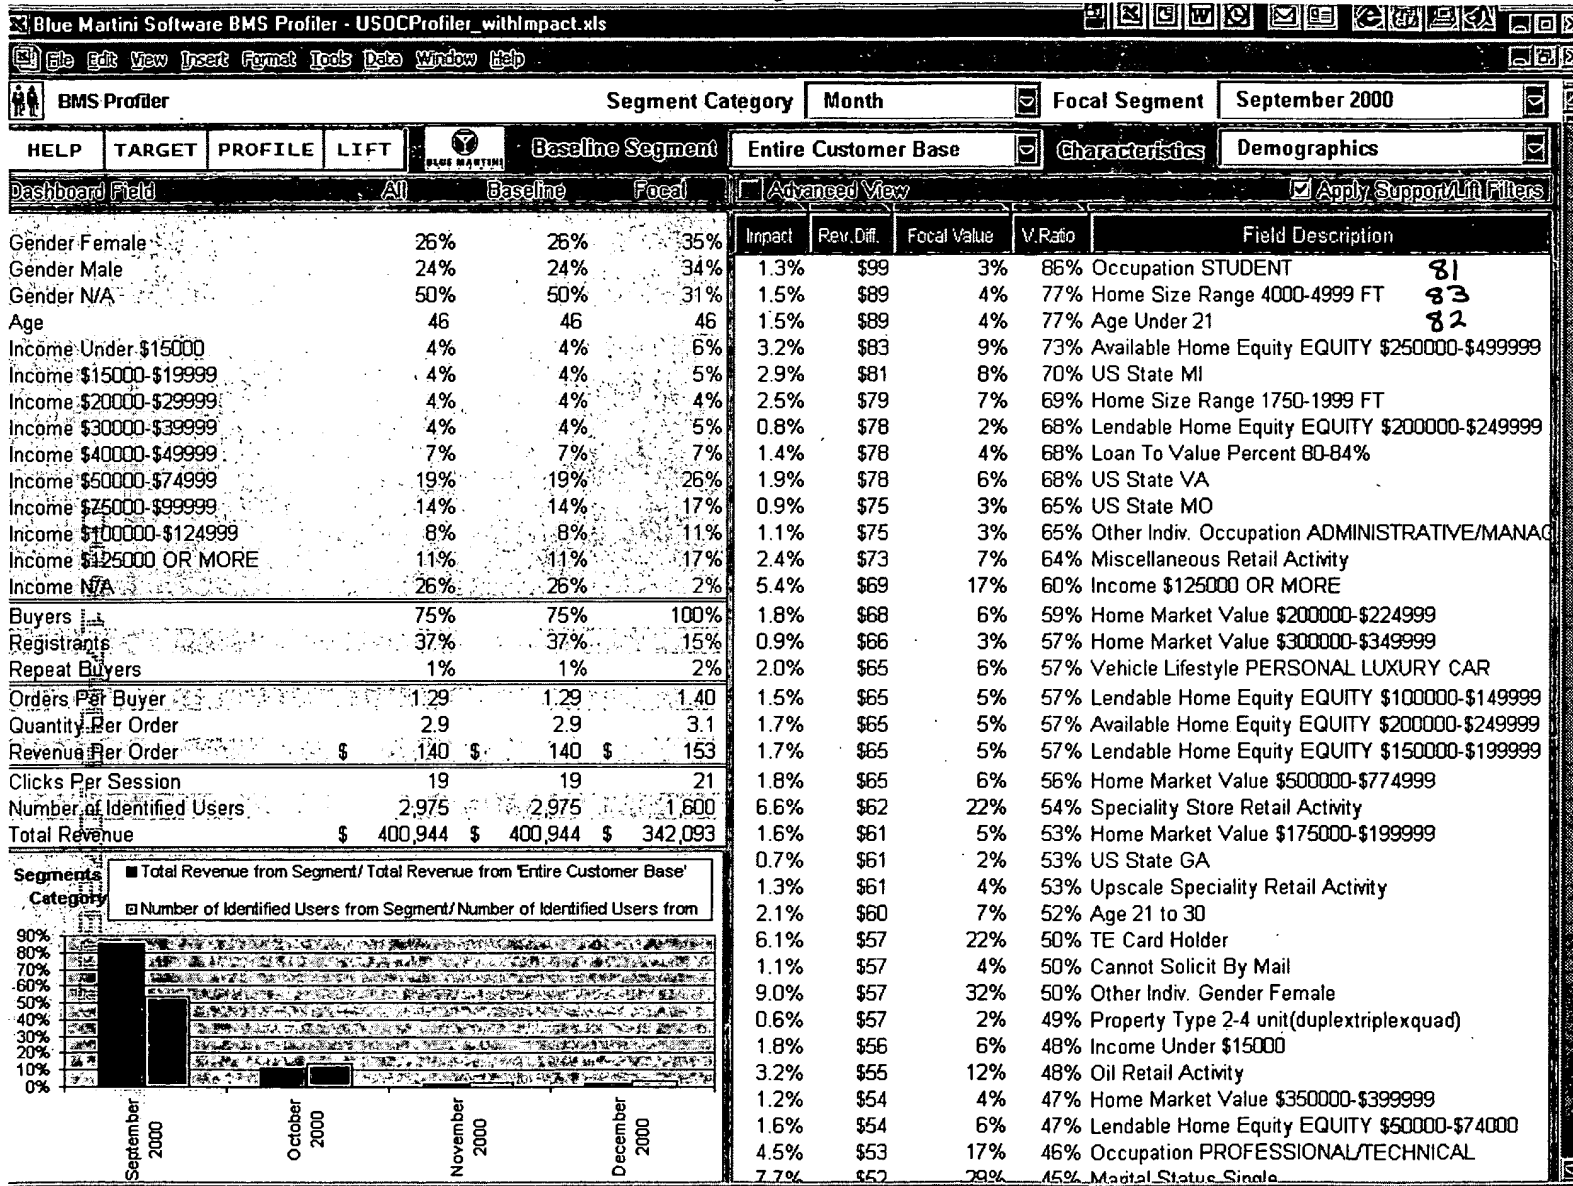 Blue Martini Software BMS Profiler - USOCProfiler_withImpact.xls
File Edit View Insert Format Tools Data Window Help
BMS Profiler Segment Category Month Focal Segment September 2000
HELP TARGET PROFILE LIFT BLUE MARTINI Baseline Segment Entire Customer Base Characteristics Demographics
Dashboard Field All Baseline Focal
Gender Female 26% 26% 35%
Gender Male 24% 24% 34%
Gender N/A 50% 50% 31%
Age 46 46 46
Income Under $15000 4% 4% 6%
Income $15000-$19999 4% 4% 5%
Income $20000-$29999 4% 4% 4%
Income $30000-$39999 4% 4% 5%
Income $40000-$49999 7% 7% 7%
Income $50000-$74999 19% 19% 26%
Income $75000-$99999 14% 14% 17%
Income $100000-$124999 8% 8% 11%
Income $125000 OR MORE 11% 11% 17%
Income N/A 26% 26% 2%
Buyers 75% 75% 100%
Registrants 37% 37% 15%
Repeat Buyers 1% 1% 2%
Orders Per Buyer 1.29 1.29 1.40
Quantity Per Order 2.9 2.9 3.1
Revenue Per Order $ 140 $ 140 $ 153
Clicks Per Session 19 19 21
Number of Identified Users 2,975 2,975 1,600
Total Revenue $ 400,944 $ 400,944 $ 342,093
Segments Category
Total Revenue from Segment/ Total Revenue from 'Entire Customer Base'
Number of Identified Users from Segment/ Number of Identified Users from
90%
80%
70%
60%
50%
40%
30%
20%
10%
0%
September 2000
October 2000
November 2000
December 2000
Advanced View Apply Support/Lift Filters
Impact Rev.Diff. Focal Value V.Ratio Field Description
1.3% $99 3% 86% Occupation STUDENT 81
1.5% $89 4% 77% Home Size Range 4000-4999 FT 83
1.5% $89 4% 77% Age Under 21 82
3.2% $83 9% 73% Available Home Equity EQUITY $250000-$499999
2.9% $81 8% 70% US State MI
2.5% $79 7% 69% Home Size Range 1750-1999 FT
0.8% $78 2% 68% Lendable Home Equity EQUITY $200000-$249999
1.4% $78 4% 68% Loan To Value Percent 80-84%
1.9% $78 6% 68% US State VA
0.9% $75 3% 65% US State MO
1.1% $75 3% 65% Other Indiv. Occupation ADMINISTRATIVE/MANAG
2.4% $73 7% 64% Miscellaneous Retail Activity
5.4% $69 17% 60% Income $125000 OR MORE
1.8% $68 6% 59% Home Market Value $200000-$224999
0.9% $66 3% 57% Home Market Value $300000-$349999
2.0% $65 6% 57% Vehicle Lifestyle PERSONAL LUXURY CAR
1.5% $65 5% 57% Lendable Home Equity EQUITY $100000-$149999
1.7% $65 5% 57% Available Home Equity EQUITY $200000-$249999
1.7% $65 5% 57% Lendable Home Equity EQUITY $150000-$199999
1.8% $65 6% 56% Home Market Value $500000-$774999
6.6% $62 22% 54% Speciality Store Retail Activity
1.6% $61 5% 53% Home Market Value $175000-$199999
0.7% $61 2% 53% US State GA
1.3% $61 4% 53% Upscale Speciality Retail Activity
2.1% $60 7% 52% Age 21 to 30
6.1% $57 22% 50% TE Card Holder
1.1% $57 4% 50% Cannot Solicit By Mail
9.0% $57 32% 50% Other Indiv. Gender Female
0.6% $57 2% 49% Property Type 2-4 unit(duplextriplexquad)
1.8% $56 6% 48% Income Under $15000
3.2% $55 12% 48% Oil Retail Activity
1.2% $54 4% 47% Home Market Value $350000-$399999
1.6% $54 6% 47% Lendable Home Equity EQUITY $50000-$74000
4.5% $53 17% 46% Occupation PROFESSIONAL/TECHNICAL
7.7% $52 29% 45% Marital Status Single